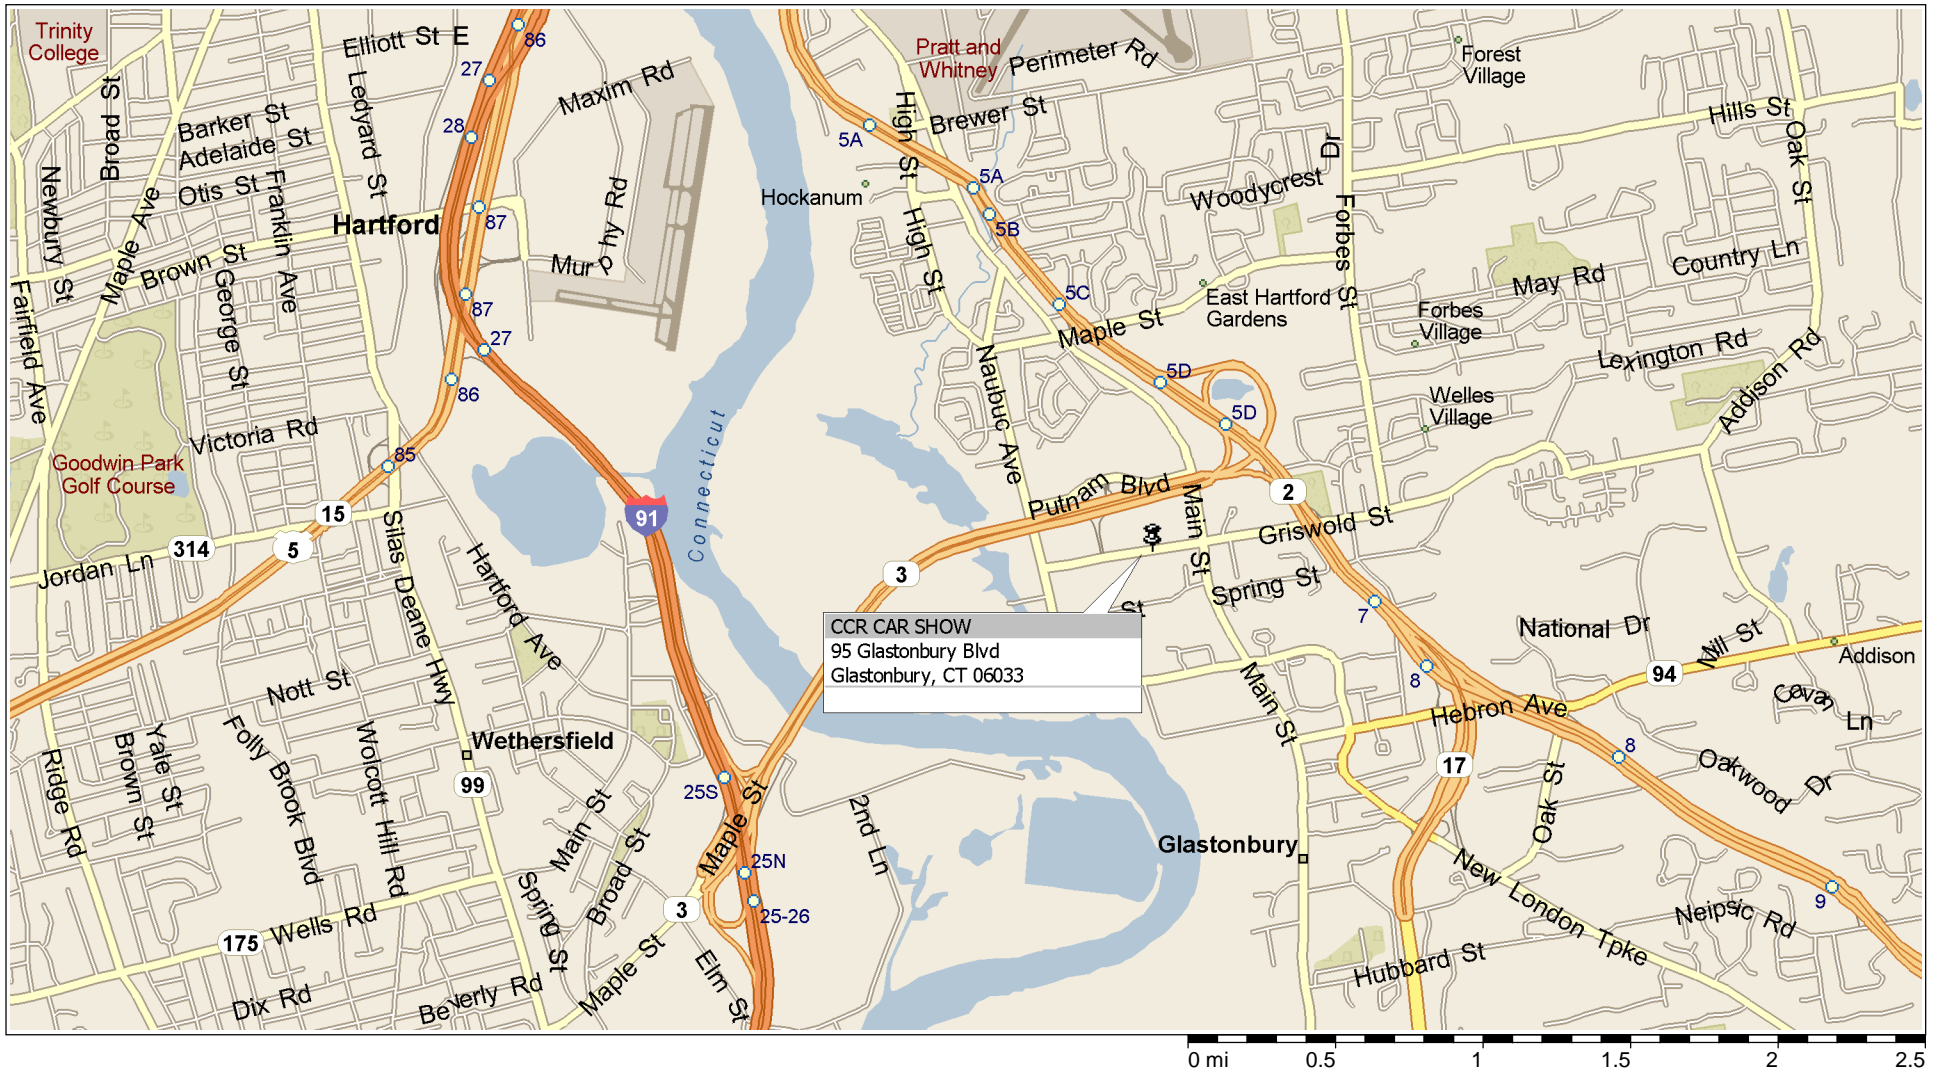 Trinity
College
Elliott St E
86
27
Broad St
Ledyard St
Maxim Rd
Pratt and
Whitney
Perimeter Rd
Forest
Village
Hills St
Oak St
Barker St
Adelaide St
28
5A
High St
Brewer St
Newbury St
Maple Ave
Otis St
Franklin Ave
Hartford
87
Murphy Rd
Hockanum
5A
5B
Woodycrest Dr
Forbes St
Brown St
George St
High St
5C
East Hartford
Gardens
May Rd
Country Ln
87
27
Fairfield Ave
Maple St
Forbes
Village
Lexington Rd
Addison Rd
86
Naubuc Ave
5D
5D
Welles
Village
Victoria Rd
85
Goodwin Park
Golf Course
Connecticut
Putnam Blvd
Main St
2
15
91
5
314
Jordan Ln
Silas Deane Hwy
Hartford Ave
3
Griswold St
Spring St
7
St
CCR CAR SHOW
95 Glastonbury Blvd
Glastonbury, CT 06033
National Dr
Mill St
94
Addison
8
Nott St
Main St
Hebron Ave
Covan Ln
Wethersfield
99
Yale St
Brown St
Ridge Rd
Folly Brook Blvd
Wolcott Hill Rd
25S
Maple St
17
8
Oakwood Dr
Oak St
2nd Ln
Main St
Broad St
Glastonbury
25N
3
25-26
New London Tpke
9
Neipsic Rd
Spring St
175
Wells Rd
Maple St
Elm St
Hubbard St
Dix Rd
Beverly Rd
0 mi 0.5 1 1.5 2 2.5